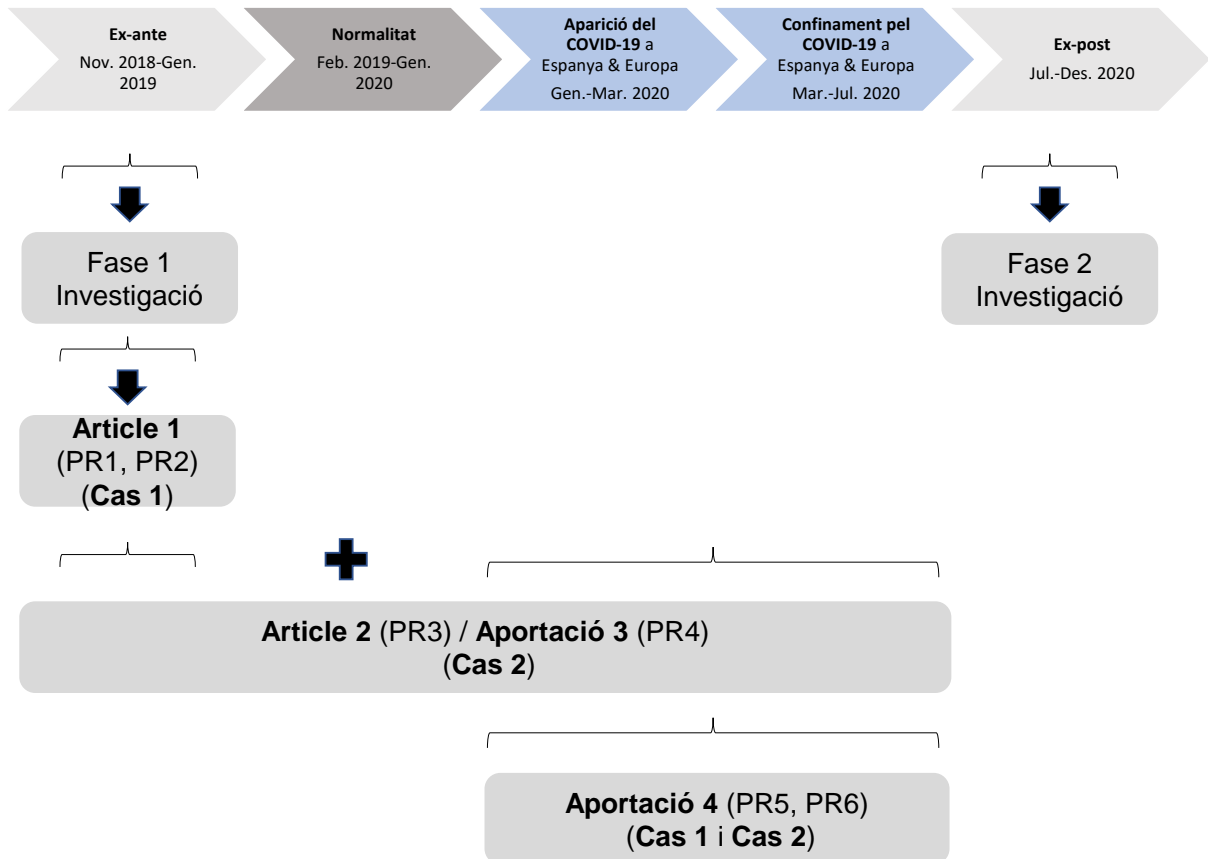 Ex-ante
Nov. 2018-Gen.
2019
Normalitat
Feb. 2019-Gen.
2020
Aparició del
COVID-19 a
Espanya & Europa
Gen.-Mar. 2020
Confinament pel
COVID-19 a
Espanya & Europa
Mar.-Jul. 2020
Ex-post
Jul.-Des. 2020
Fase 1
Investigació
Fase 2
Investigació
Article 1
(PR1, PR2)
(Cas 1)
Article 2 (PR3) / Aportació 3 (PR4)
(Cas 2)
Aportació 4 (PR5, PR6)
(Cas 1 i Cas 2)